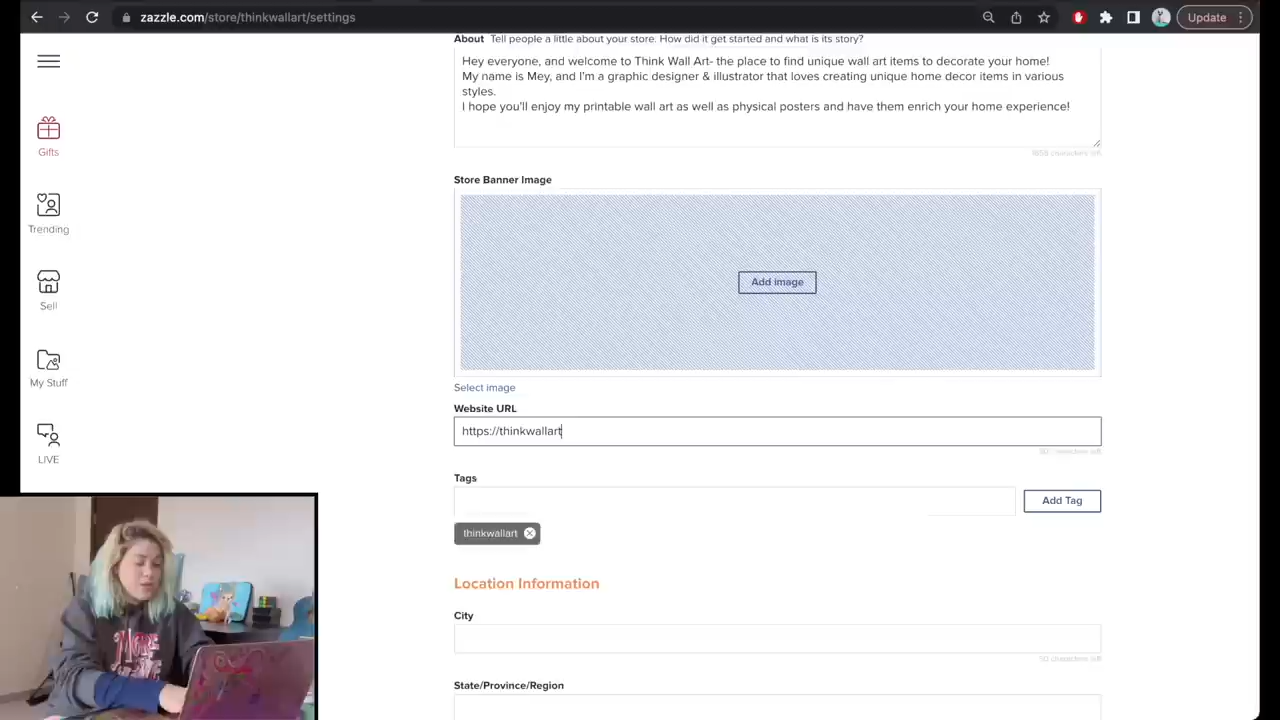 zazzle.com/store/thinkwallart/settings
Update
About Tell people a little about your store. How did it get started and what is its story?
Hey everyone, and welcome to Think Wall Art- the place to find unique wall art items to decorate your home!
My name is Mey, and I'm a graphic designer & illustrator that loves creating unique home decor items in various
styles.
I hope you'll enjoy my printable wall art as well as physical posters and have them enrich your home experience!
Gifts
Trending
Sell
My Stuff
LIVE
Store Banner Image
Add image
Select image
Website URL
https://thinkwallart
Tags
Add Tag
thinkwallart
Location Information
City
50 characters left
State/Province/Region
MORE